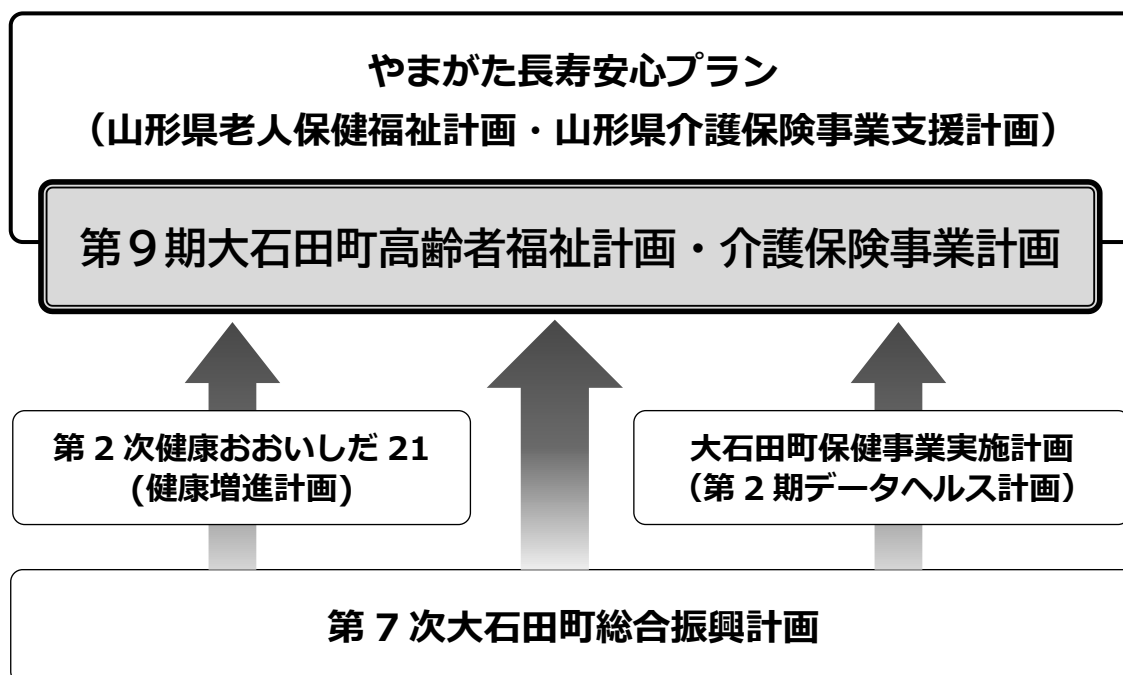 やまがた長寿安心プラン
（山形県老人保健福祉計画・山形県介護保険事業支援計画）
第９期大石田町高齢者福祉計画・介護保険事業計画
第 2 次健康おおいしだ 21
(健康増進計画)
大石田町保健事業実施計画
（第 2 期データヘルス計画）
第 7 次大石田町総合振興計画